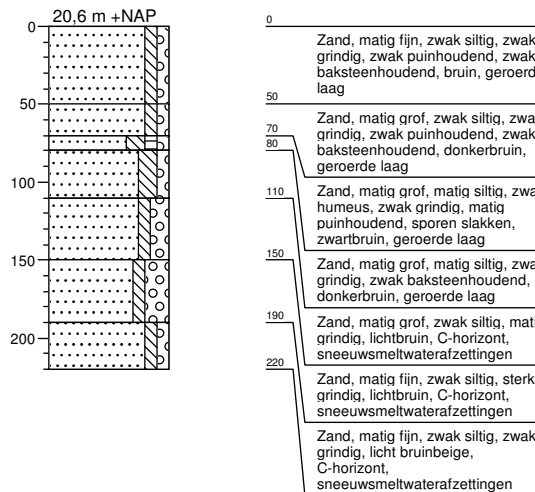 20,6 m +NAP
0
50
100
150
200
0
Zand, matig fijn, zwak siltig, zwak
grindig, zwak puinhoudend, zwak
baksteenhoudend, bruin, geroerde
laag
50
Zand, matig grof, zwak siltig,
grindig, zwak puinhoudend, zwak
baksteenhoudend, donkerbruin,
geroerde laag
70
80
Zand, matig grof, matig siltig,
humeus, zwak grindig, matig
puinhoudend, sporen slakken,
zwartbruin, geroerde laag
110
Zand, matig grof, matig siltig,
grindig, zwak baksteenhoudend,
donkerbruin, geroerde laag
150
Zand, matig grof, zwak siltig,
grindig, lichtbruin, C-horizont,
sneeuwsmeltwaterafzettingen
190
Zand, matig fijn, zwak siltig, sterk
grindig, lichtbruin, C-horizont,
sneeuwsmeltwaterafzettingen
220
Zand, matig fijn, zwak siltig, zwak
grindig, licht bruinbeige,
C-horizont,
sneeuwsmeltwaterafzettingen